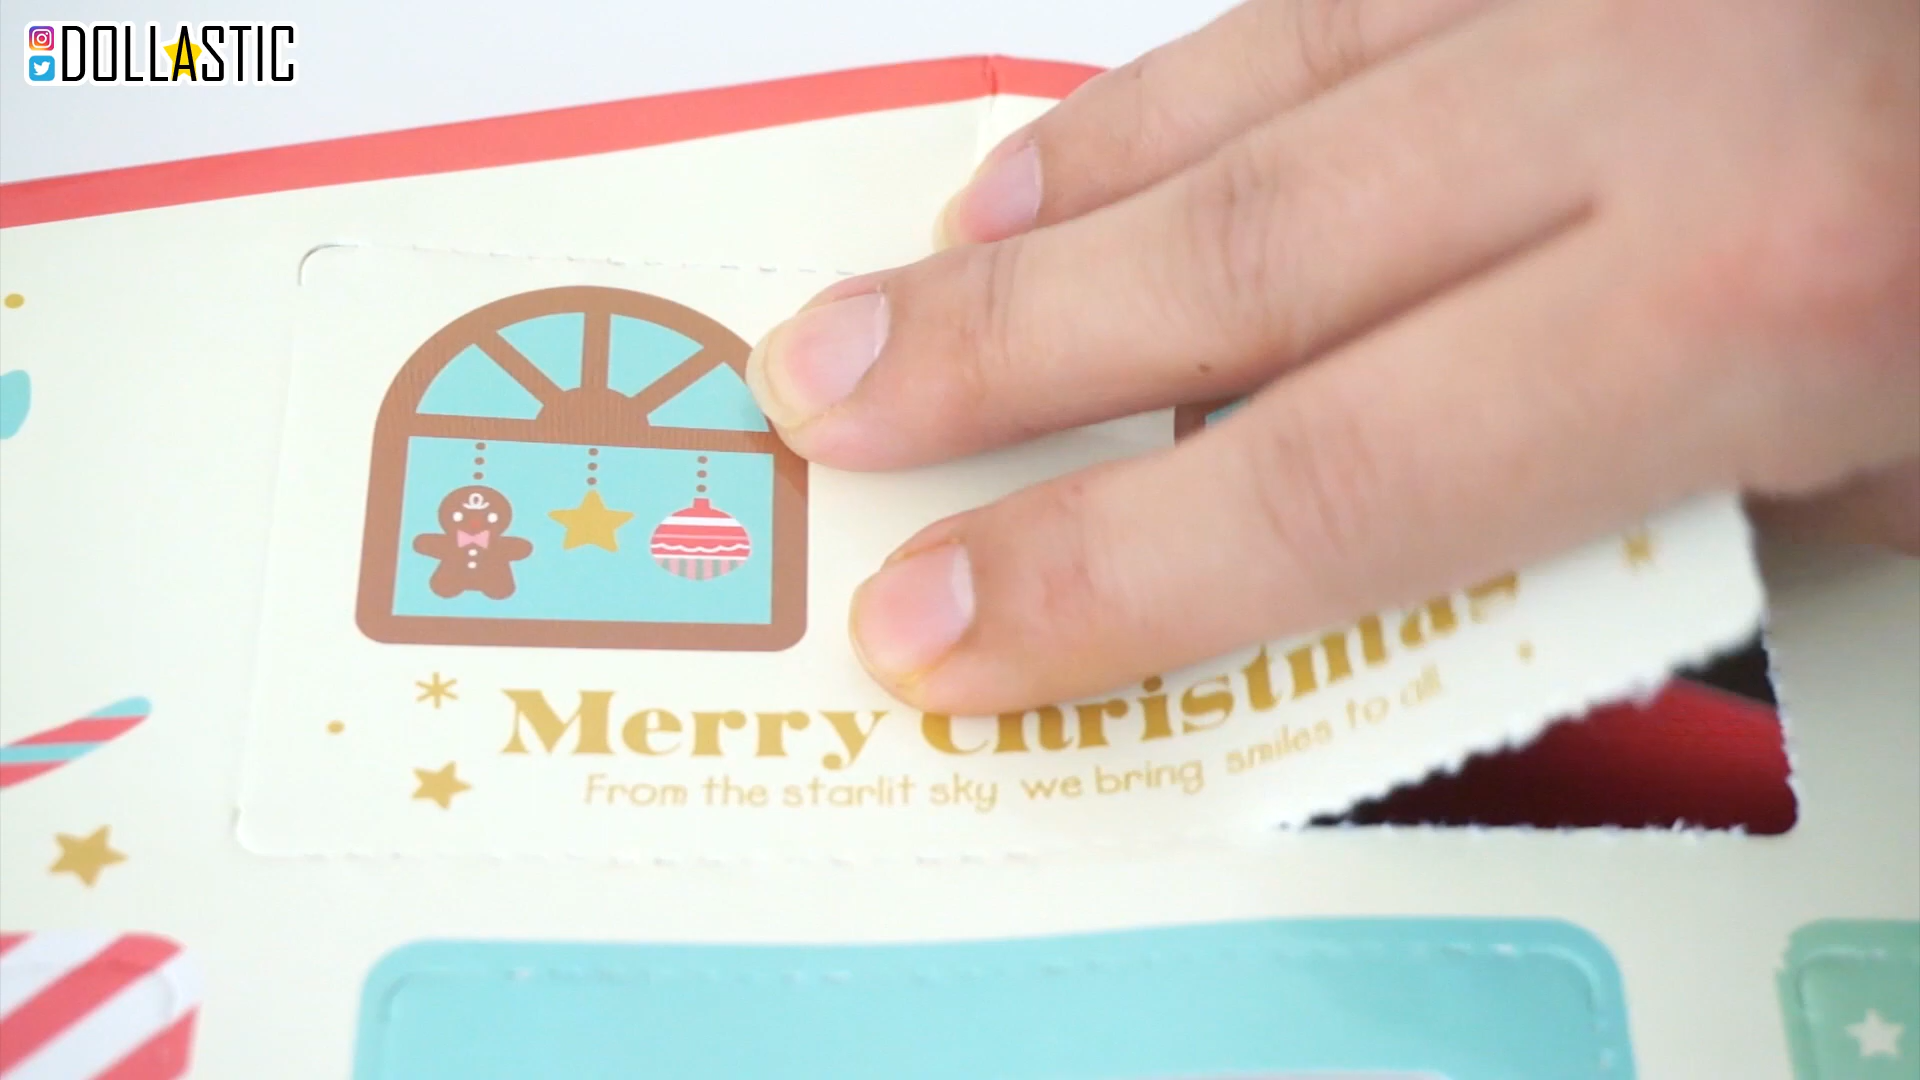 DOLLASTIC
Merry Christmas
From the starlit sky we bring smiles to all